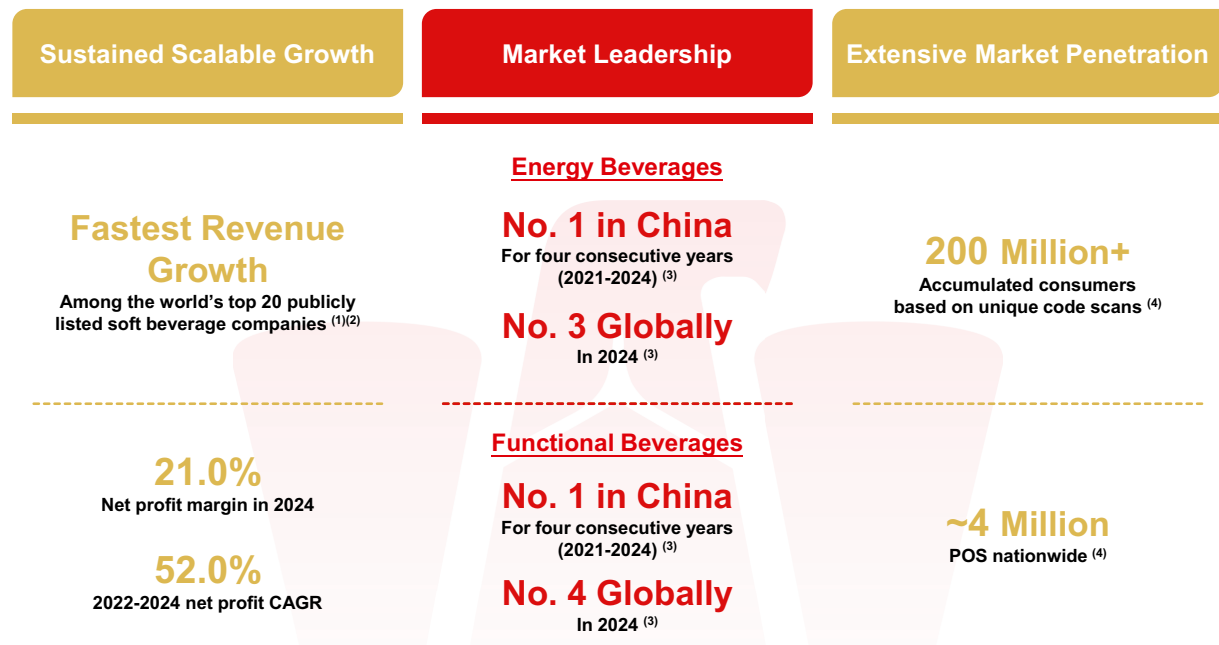 Sustained Scalable Growth
Market Leadership
Extensive Market Penetration
Fastest Revenue
Growth
Among the world's top 20 publicly
listed soft beverage companies (1)(2)
21.0%
Net profit margin in 2024
52.0%
2022-2024 net profit CAGR
Energy Beverages
No. 1 in China
For four consecutive years
(2021-2024) (3)
No. 3 Globally
In 2024 (3)
Functional Beverages
No. 1 in China
For four consecutive years
(2021-2024) (3)
No. 4 Globally
In 2024 (3)
200 Million+
Accumulated consumers
based on unique code scans (4)
~4 Million
POS nationwide (4)